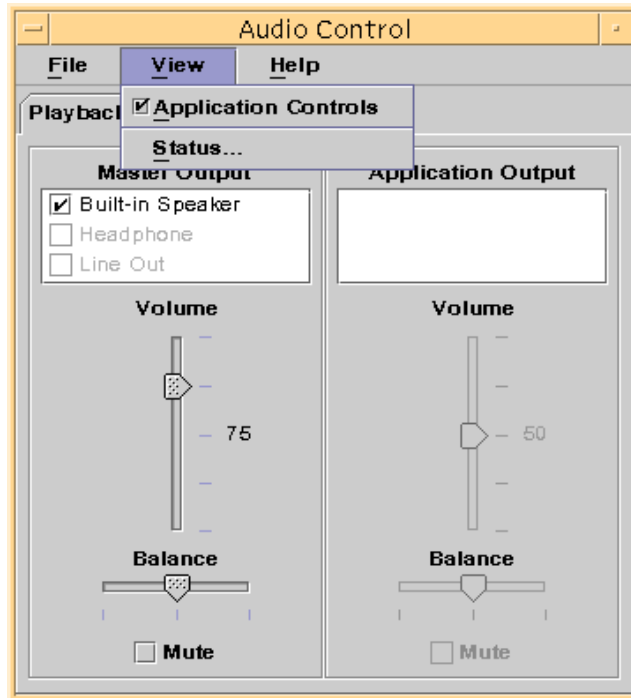 Audio Control
File View Help
Playbacl
Application Controls
Status...
Master Output
Built-in Speaker
Headphone
Line Out
Volume
75
Balance
Mute
Application Output
Volume
50
Balance
Mute